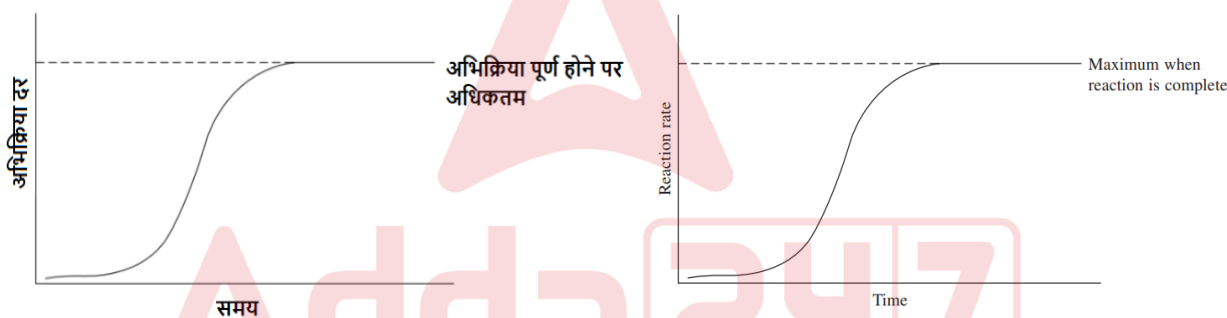 अभिक्रिया दर
अभिक्रिया पूर्ण होने पर
अधिकतम
समय
Reaction rate
Maximum when
reaction is complete
Time
Adda247